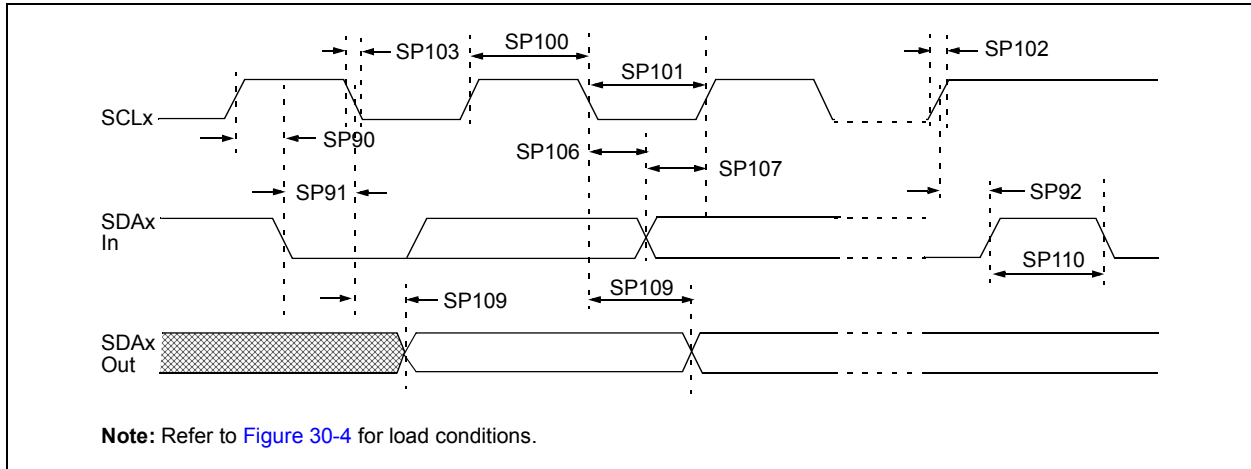 SP103
SP100
SP102
SP101
SCLx
SP90
SP106
SP107
SP91
SP92
SDAx
In
SP110
SP109
SP109
SDAx
Out
Note: Refer to Figure 30-4 for load conditions.